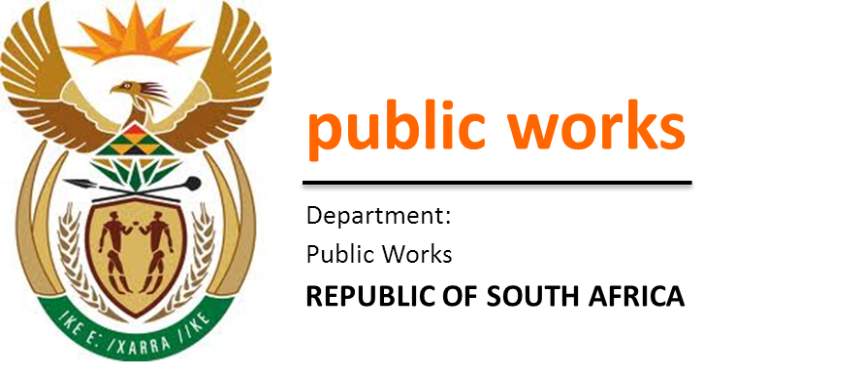 public works
Department:
Public Works
REPUBLIC OF SOUTH AFRICA
!KE E: /XARRA //KE